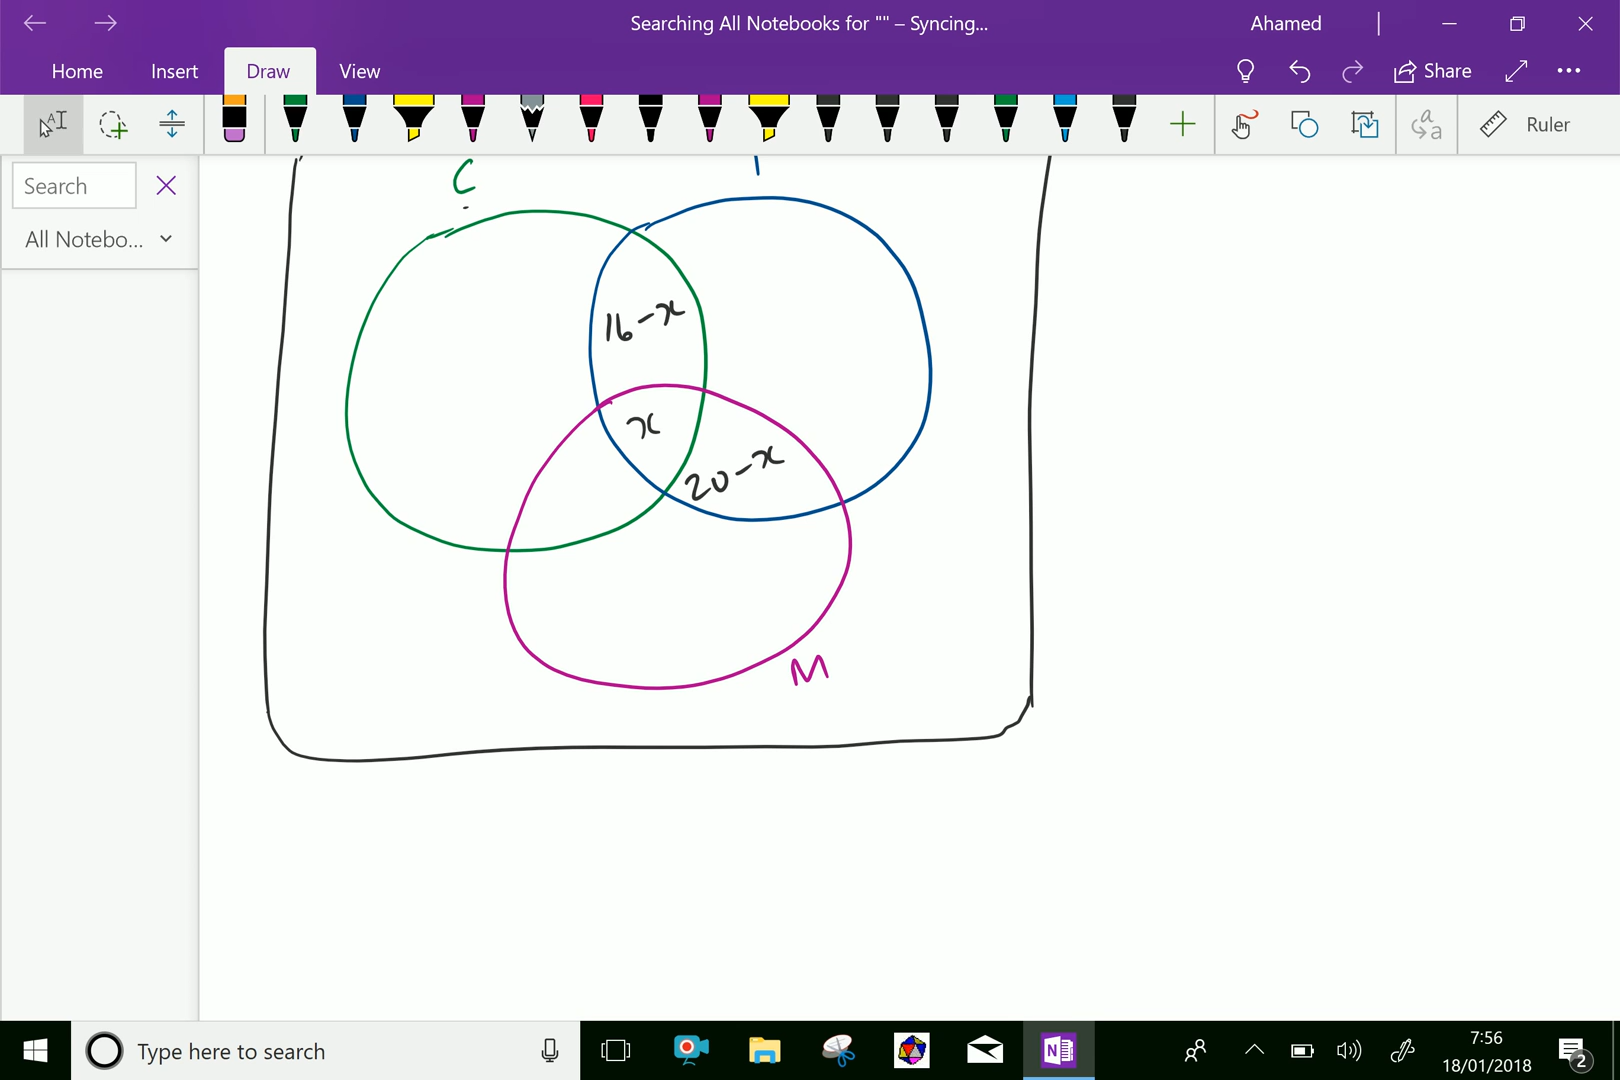 Searching All Notebooks for "" – Syncing...
Ahamed
Home Insert Draw View
Share
Ruler
Search
All Notebo...
C
16-x
x
20-x
M
Type here to search
7:56
18/01/2018
2